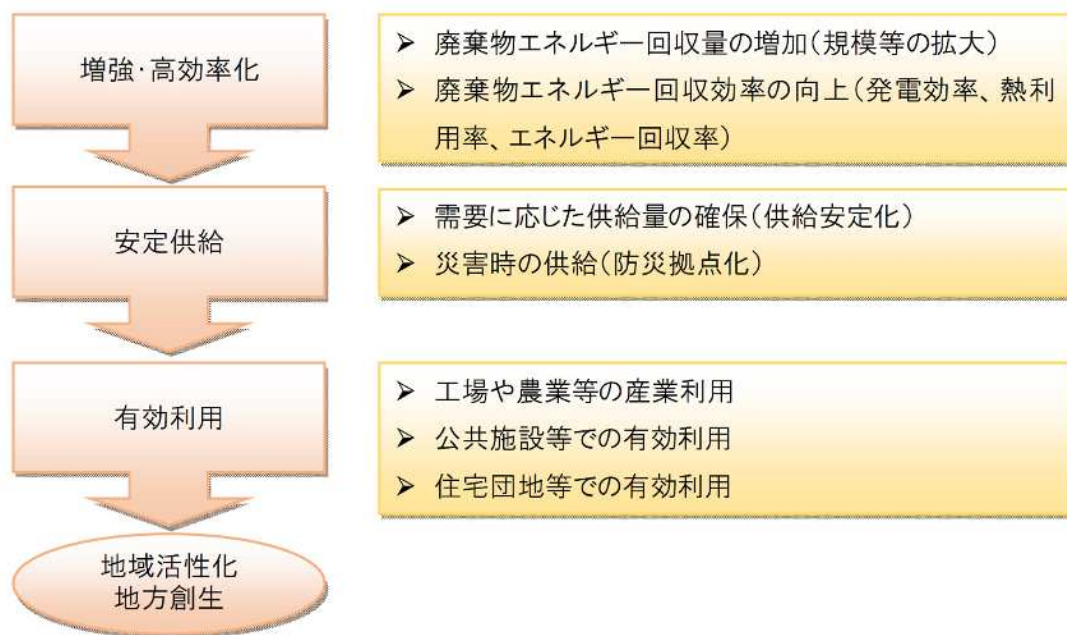 増強・高効率化
➢ 廃棄物エネルギー回収量の増加（規模等の拡大）
➢ 廃棄物エネルギー回収効率の向上（発電効率、熱利
用率、エネルギー回収率）
安定供給
➢ 需要に応じた供給量の確保（供給安定化）
➢ 災害時の供給（防災拠点化）
有効利用
➢ 工場や農業等の産業利用
➢ 公共施設等での有効利用
➢ 住宅団地等での有効利用
地域活性化
地方創生